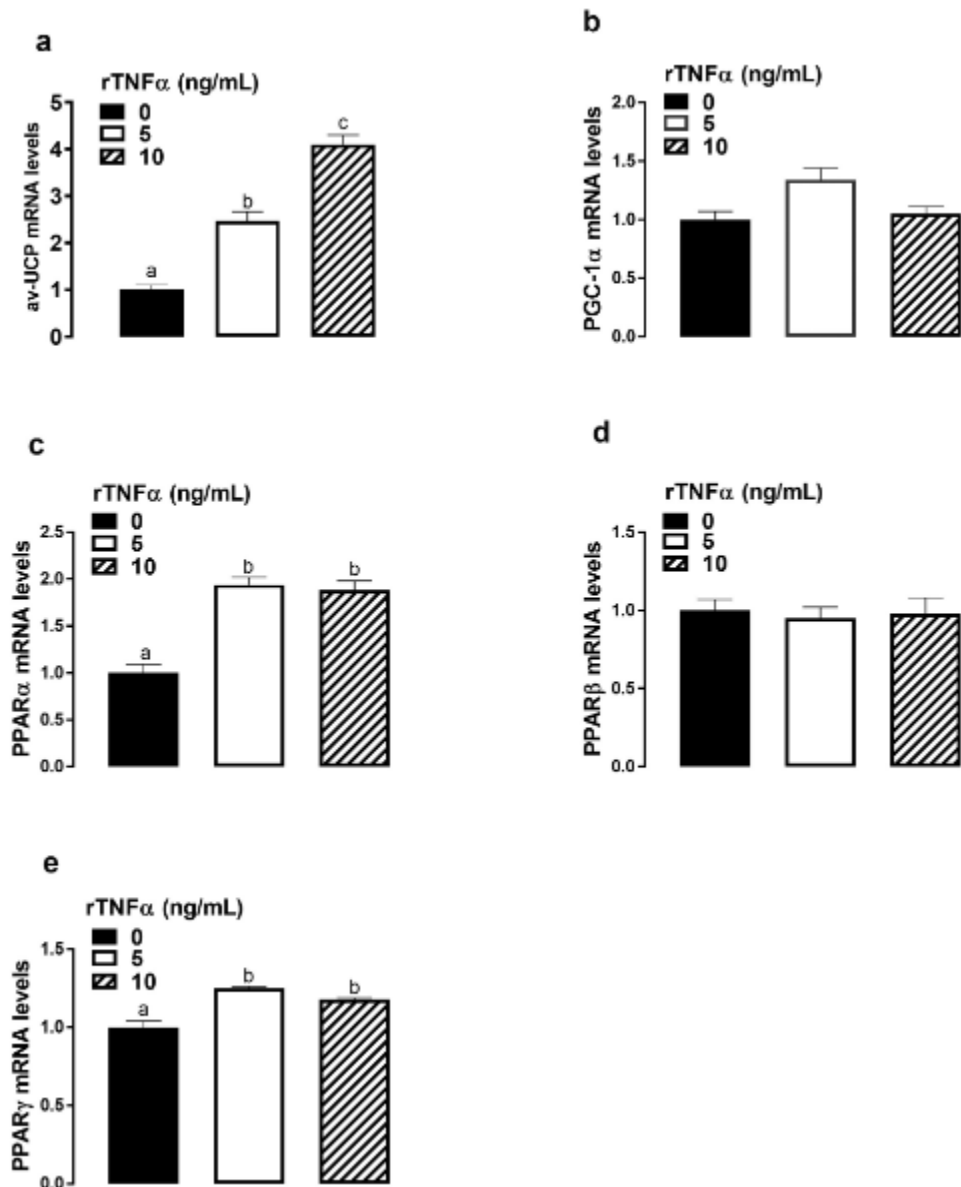 a
rTNFα (ng/mL)
0
5
10
av-UCP mRNA levels
5
4
3
2
1
0
a
b
c
b
rTNFα (ng/mL)
0
5
10
PGC-1α mRNA levels
2.0
1.5
1.0
0.5
0.0
c
rTNFα (ng/mL)
0
5
10
PPARα mRNA levels
2.5
2.0
1.5
1.0
0.5
0.0
a
b
b
d
rTNFα (ng/mL)
0
5
10
PPARβ mRNA levels
1.5
1.0
0.5
0.0
e
rTNFα (ng/mL)
0
5
10
PPARγ mRNA levels
1.5
1.0
0.5
0.0
a
b
b